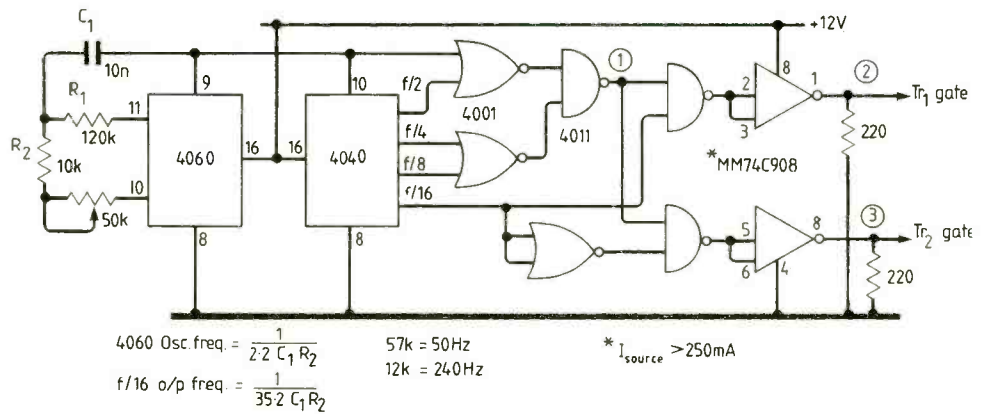 C1
10n
R1
120k
R2
10k
50k
11
10
9
4060
16
8
16
10
4040
8
f/2
f/4
f/8
f/16
4001
4011
1
+12V
2
3
8
1
*MM74C908
2
Tr1 gate
220
5
6
4
8
3
Tr2 gate
220
4060 Osc. freq. = 1 / 2·2 C1 R2
f/16 o/p freq. = 1 / 35·2 C1 R2
57k = 50Hz
12k = 240Hz
* Isource >250mA